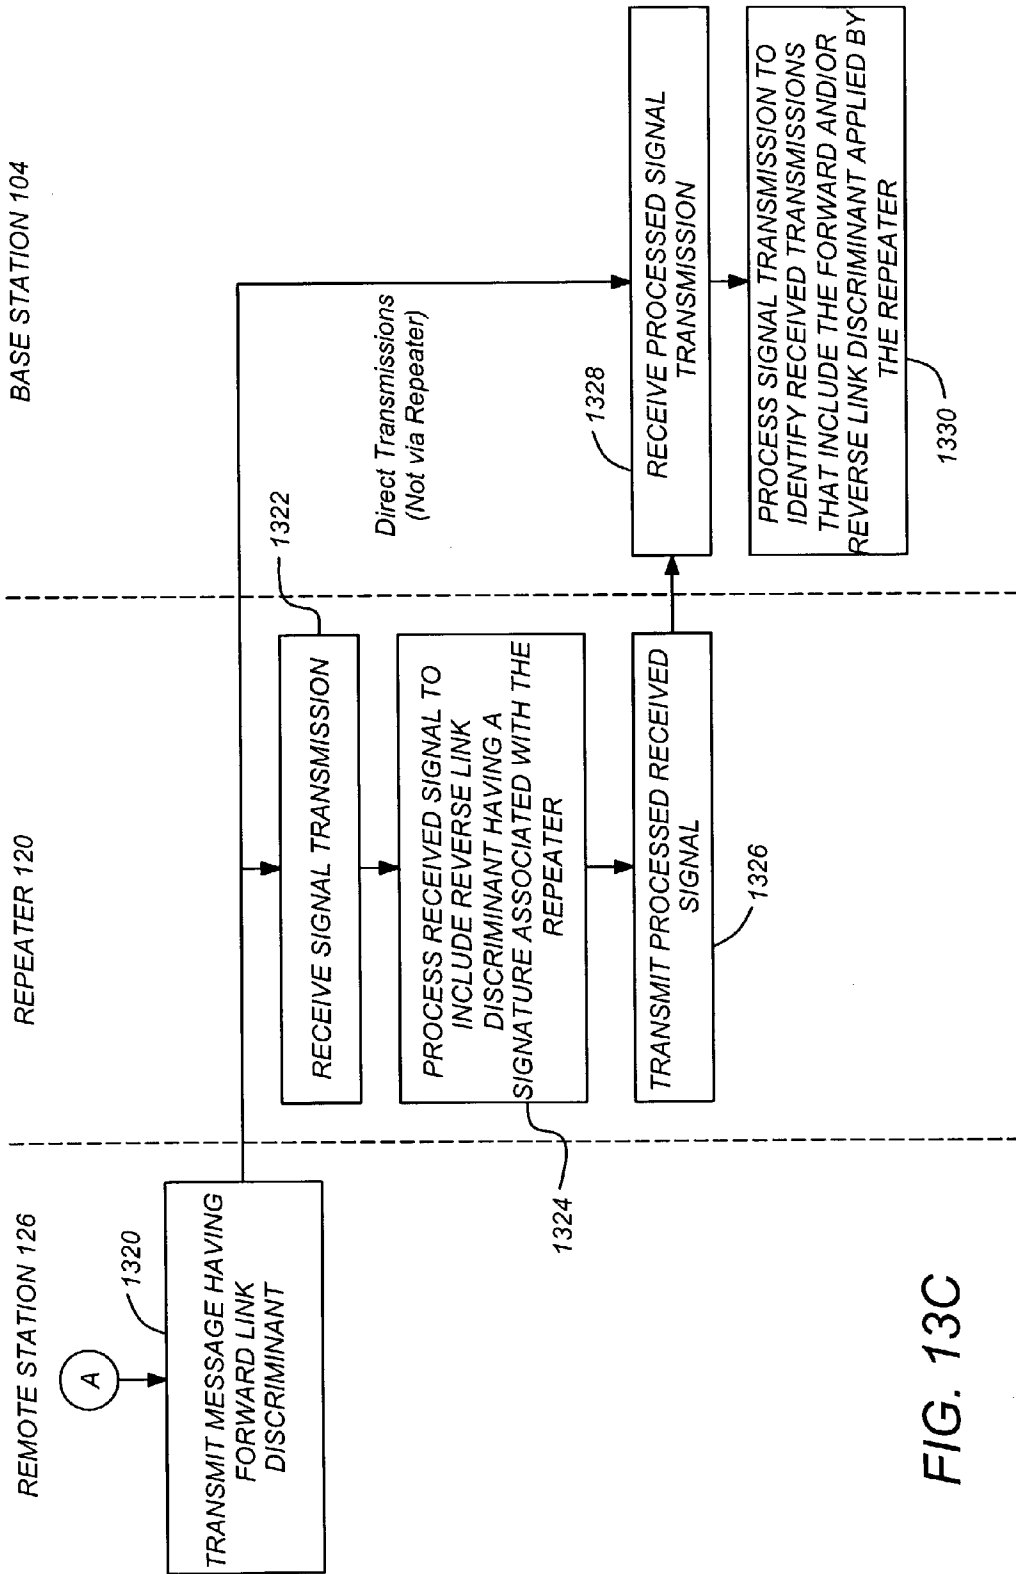 REMOTE STATION 126
REPEATER 120
BASE STATION 104
A
1320
TRANSMIT MESSAGE HAVING
FORWARD LINK
DISCRIMINANT
1322
RECEIVE SIGNAL TRANSMISSION
PROCESS RECEIVED SIGNAL TO
INCLUDE REVERSE LINK
DISCRIMINANT HAVING A
SIGNATURE ASSOCIATED WITH THE
REPEATER
1324
TRANSMIT PROCESSED RECEIVED
SIGNAL
1326
Direct Transmissions
(Not via Repeater)
1328
RECEIVE PROCESSED SIGNAL
TRANSMISSION
PROCESS SIGNAL TRANSMISSION TO
IDENTIFY RECEIVED TRANSMISSIONS
THAT INCLUDE THE FORWARD AND/OR
REVERSE LINK DISCRIMINANT APPLIED BY
THE REPEATER
1330
FIG. 13C